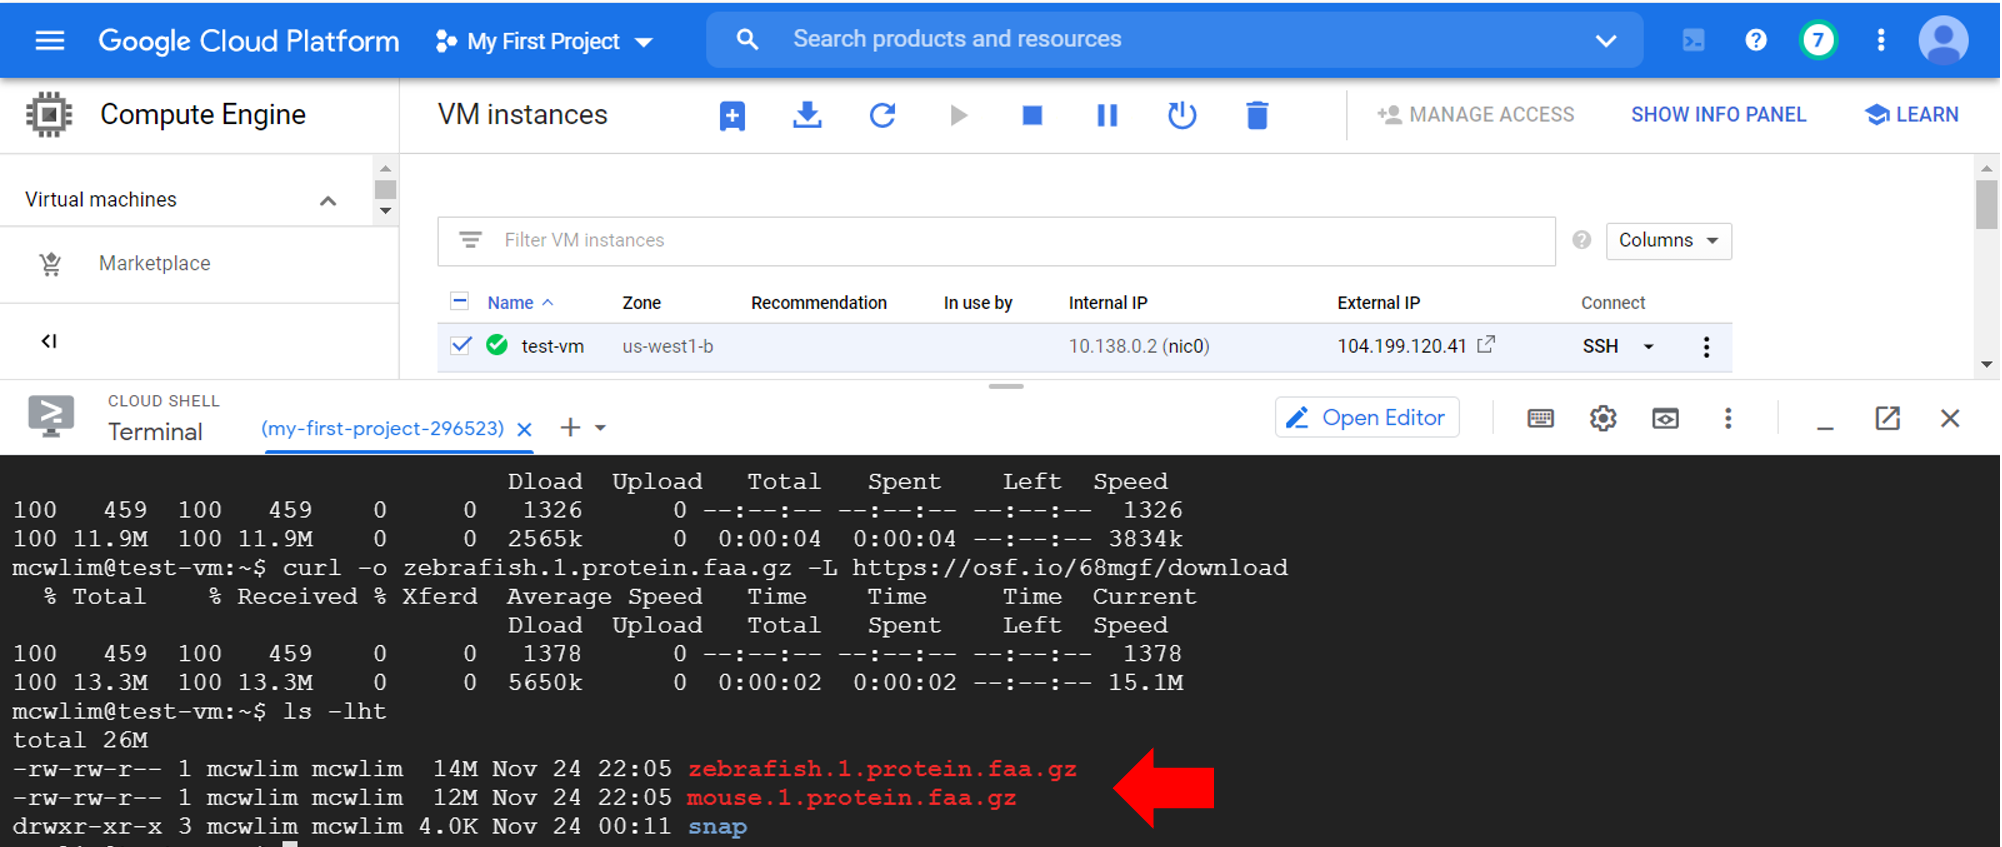 Google Cloud Platform My First Project Search products and resources 7
Compute Engine VM instances MANAGE ACCESS SHOW INFO PANEL LEARN
Virtual machines
Marketplace
Filter VM instances Columns
Name Zone Recommendation In use by Internal IP External IP Connect
test-vm us-west1-b 10.138.0.2 (nic0) 104.199.120.41 SSH
CLOUD SHELL
Terminal (my-first-project-296523) Open Editor
Dload Upload Total Spent Left Speed
100 459 100 459 0 0 1326 0 --:--:-- --:--:-- --:--:-- 1326
100 11.9M 100 11.9M 0 0 2565k 0 0:00:04 0:00:04 --:--:-- 3834k
mcwlim@test-vm:~$ curl -o zebrafish.1.protein.faa.gz -L https://osf.io/68mgf/download
% Total % Received % Xferd Average Speed Time Time Time Current
Dload Upload Total Spent Left Speed
100 459 100 459 0 0 1378 0 --:--:-- --:--:-- --:--:-- 1378
100 13.3M 100 13.3M 0 0 5650k 0 0:00:02 0:00:02 --:--:-- 15.1M
mcwlim@test-vm:~$ ls -lht
total 26M
-rw-rw-r-- 1 mcwlim mcwlim 14M Nov 24 22:05 zebrafish.1.protein.faa.gz
-rw-rw-r-- 1 mcwlim mcwlim 12M Nov 24 22:05 mouse.1.protein.faa.gz
drwxr-xr-x 3 mcwlim mcwlim 4.0K Nov 24 00:11 snap